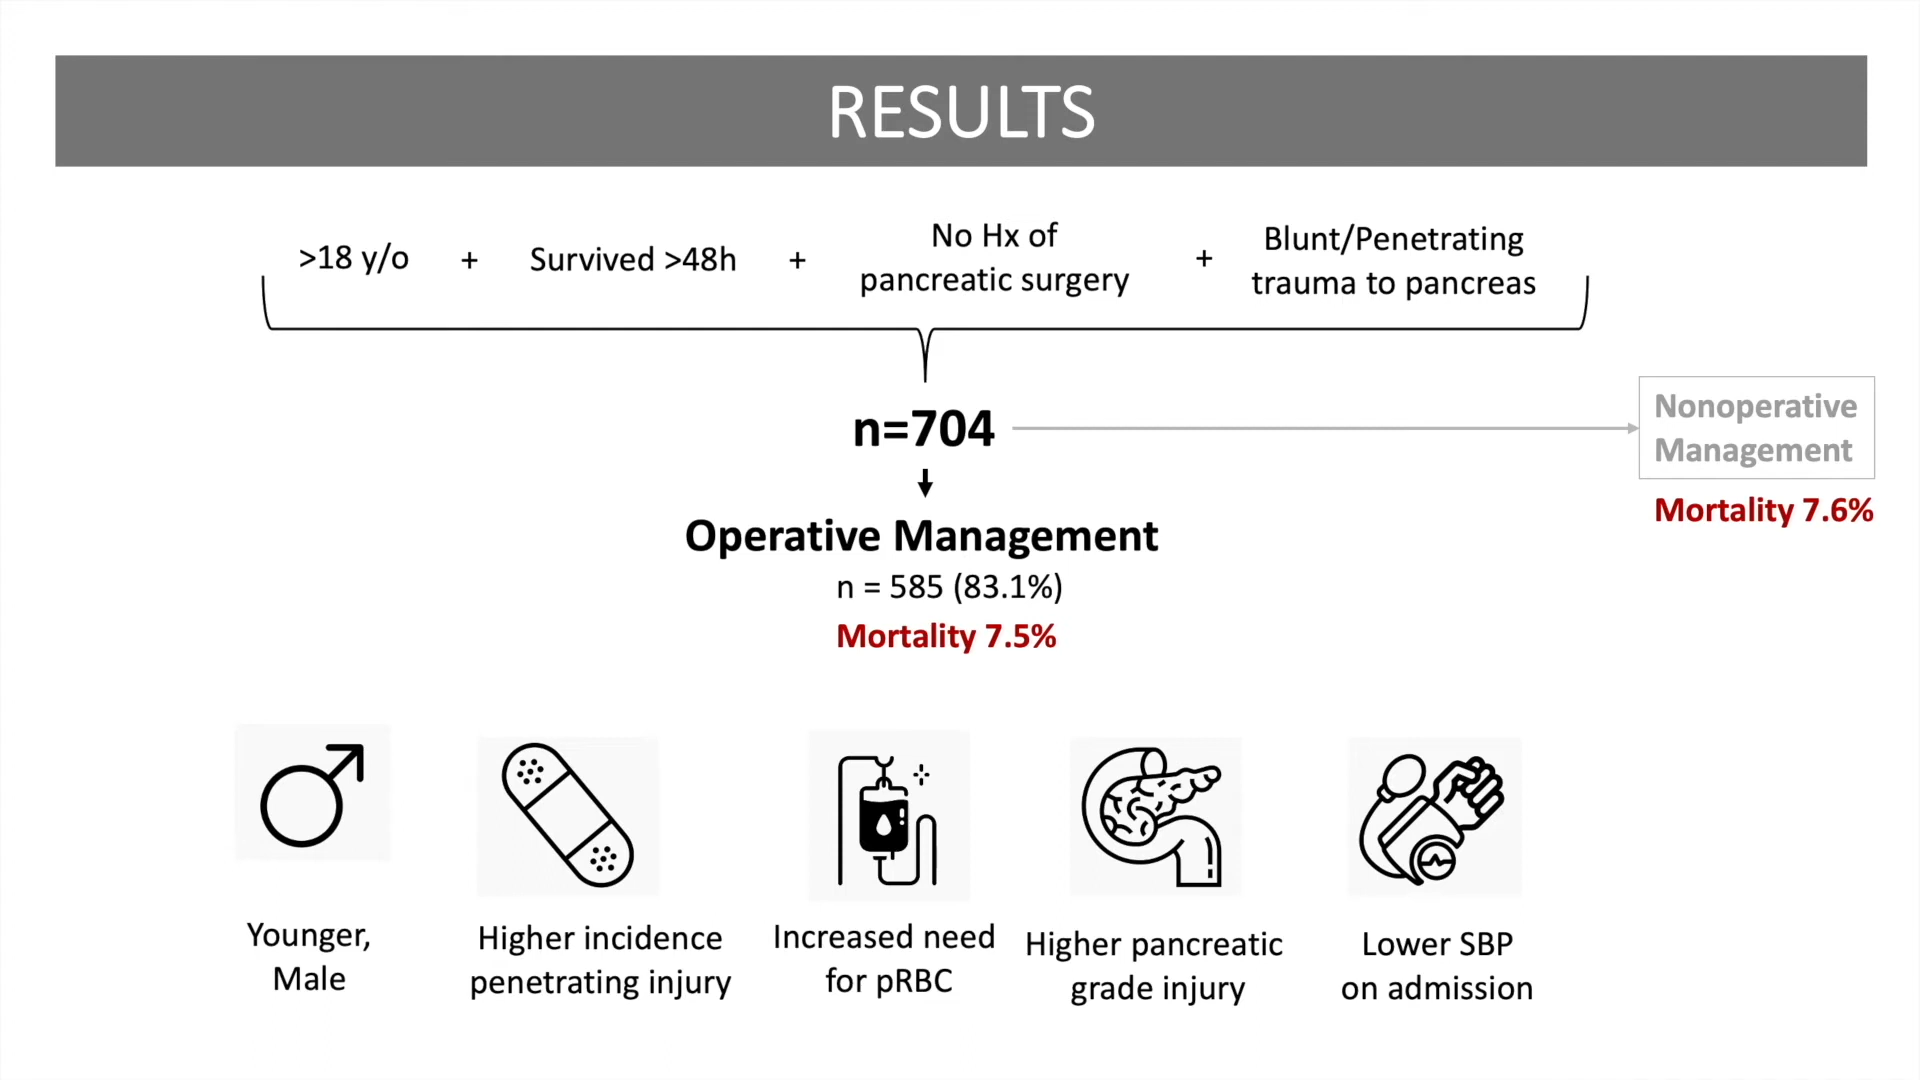 RESULTS
>18 y/o + Survived >48h + No Hx of
pancreatic surgery + Blunt/Penetrating
trauma to pancreas
n=704
Nonoperative
Management
Mortality 7.6%
Operative Management
n = 585 (83.1%)
Mortality 7.5%
Younger,
Male
Higher incidence
penetrating injury
Increased need
for pRBC
Higher pancreatic
grade injury
Lower SBP
on admission